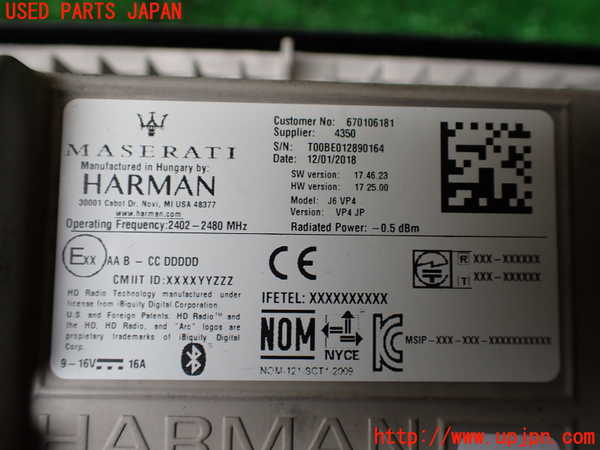 USED PARTS JAPAN
MASERATI
Manufactured in Hungary by:
HARMAN
30001 Cabot Dr. Novi, MI USA 48377
www.harman.com
Operating Frequency: 2402-2480 MHz
Customer No: 670106181
Supplier: 4350
S/N: T00BE012890164
Date: 12/01/2018
SW version: 17.46.23
HW version: 17 25.00
Model: J6 VP4
Version: VP4 JP
Radiated Power: -0.5 dBm
Exx AA B - CC DDDDD
CMIIT ID: XXXXYYZZZ
HD Radio Technology manufactured under
license from iBiquity Digital Corporation.
U.S. and Foreign Patents. HD Radio™ and
the HD, HD Radio, and "Arc" logos are
proprietary trademarks of iBiquity Digital
Corp.
9-16V 16A
CE
IFETEL: XXXXXXXXXX
NOM
NYCE
NOM-121-SCT1-2009
R XXX-XXXXXX
T XXX-XXXXXX
MSIP-XXX-XXX-XXXXXXXXXXX
HARMAN
UPJ
http://www.upjpn.com/